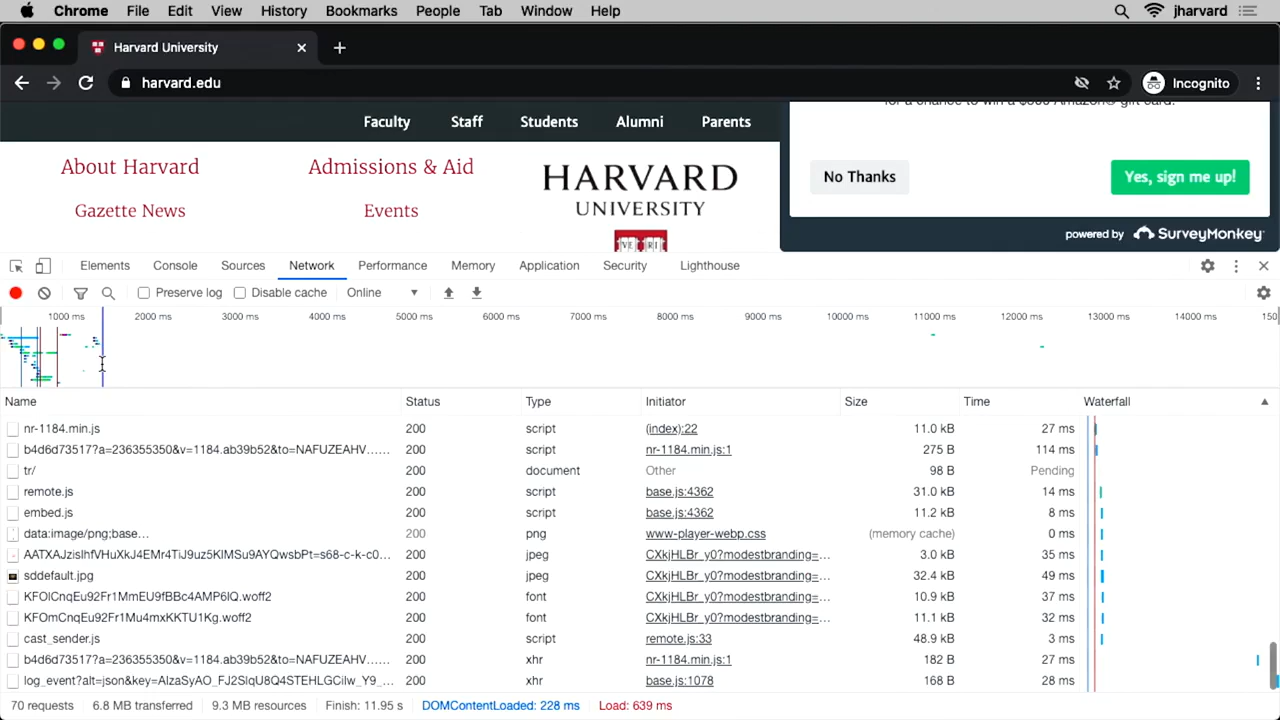 Chrome File Edit View History Bookmarks People Tab Window Help jharvard
Harvard University
harvard.edu Incognito
Faculty Staff Students Alumni Parents
About Harvard Admissions & Aid HARVARD
UNIVERSITY
Gazette News Events
VE RI
No Thanks Yes, sign me up!
powered by SurveyMonkey
Elements Console Sources Network Performance Memory Application Security Lighthouse
Preserve log Disable cache Online
1000 ms 2000 ms 3000 ms 4000 ms 5000 ms 6000 ms 7000 ms 8000 ms 9000 ms 10000 ms 11000 ms 12000 ms 13000 ms 14000 ms 150
Name Status Type Initiator Size Time Waterfall
nr-1184.min.js 200 script (index):22 11.0 kB 27 ms
b4d6d73517?a=236355350&v=1184.ab39b52&to=NAFUZEAHV...… 200 script nr-1184.min.js:1 275 B 114 ms
tr/ 200 document Other 98 B Pending
remote.js 200 script base.js:4362 31.0 kB 14 ms
embed.js 200 script base.js:4362 11.2 kB 8 ms
data:image/png;base… 200 png www-player-webp.css (memory cache) 0 ms
200 jpeg CXkjHLBr_y0?modestbranding=… 3.0 kB 35 ms
sddefault.jpg 200 jpeg CXkjHLBr_y0?modestbranding=… 32.4 kB 49 ms
KFOlCnqEu92Fr1MmEU9fBBc4AMP6lQ.woff2 200 font CXkjHLBr_y0?modestbranding=… 10.9 kB 37 ms
KFOmCnqEu92Fr1Mu4mxKKTU1Kg.woff2 200 font CXkjHLBr_y0?modestbranding=… 11.1 kB 32 ms
cast_sender.js 200 script remote.js:33 48.9 kB 3 ms
b4d6d73517?a=236355350&v=1184.ab39b52&to=NAFUZEAHV...… 200 xhr nr-1184.min.js:1 182 B 27 ms
200 xhr base.js:1078 168 B 28 ms
70 requests 6.8 MB transferred 9.3 MB resources Finish: 11.95 s DOMContentLoaded: 228 ms Load: 639 ms